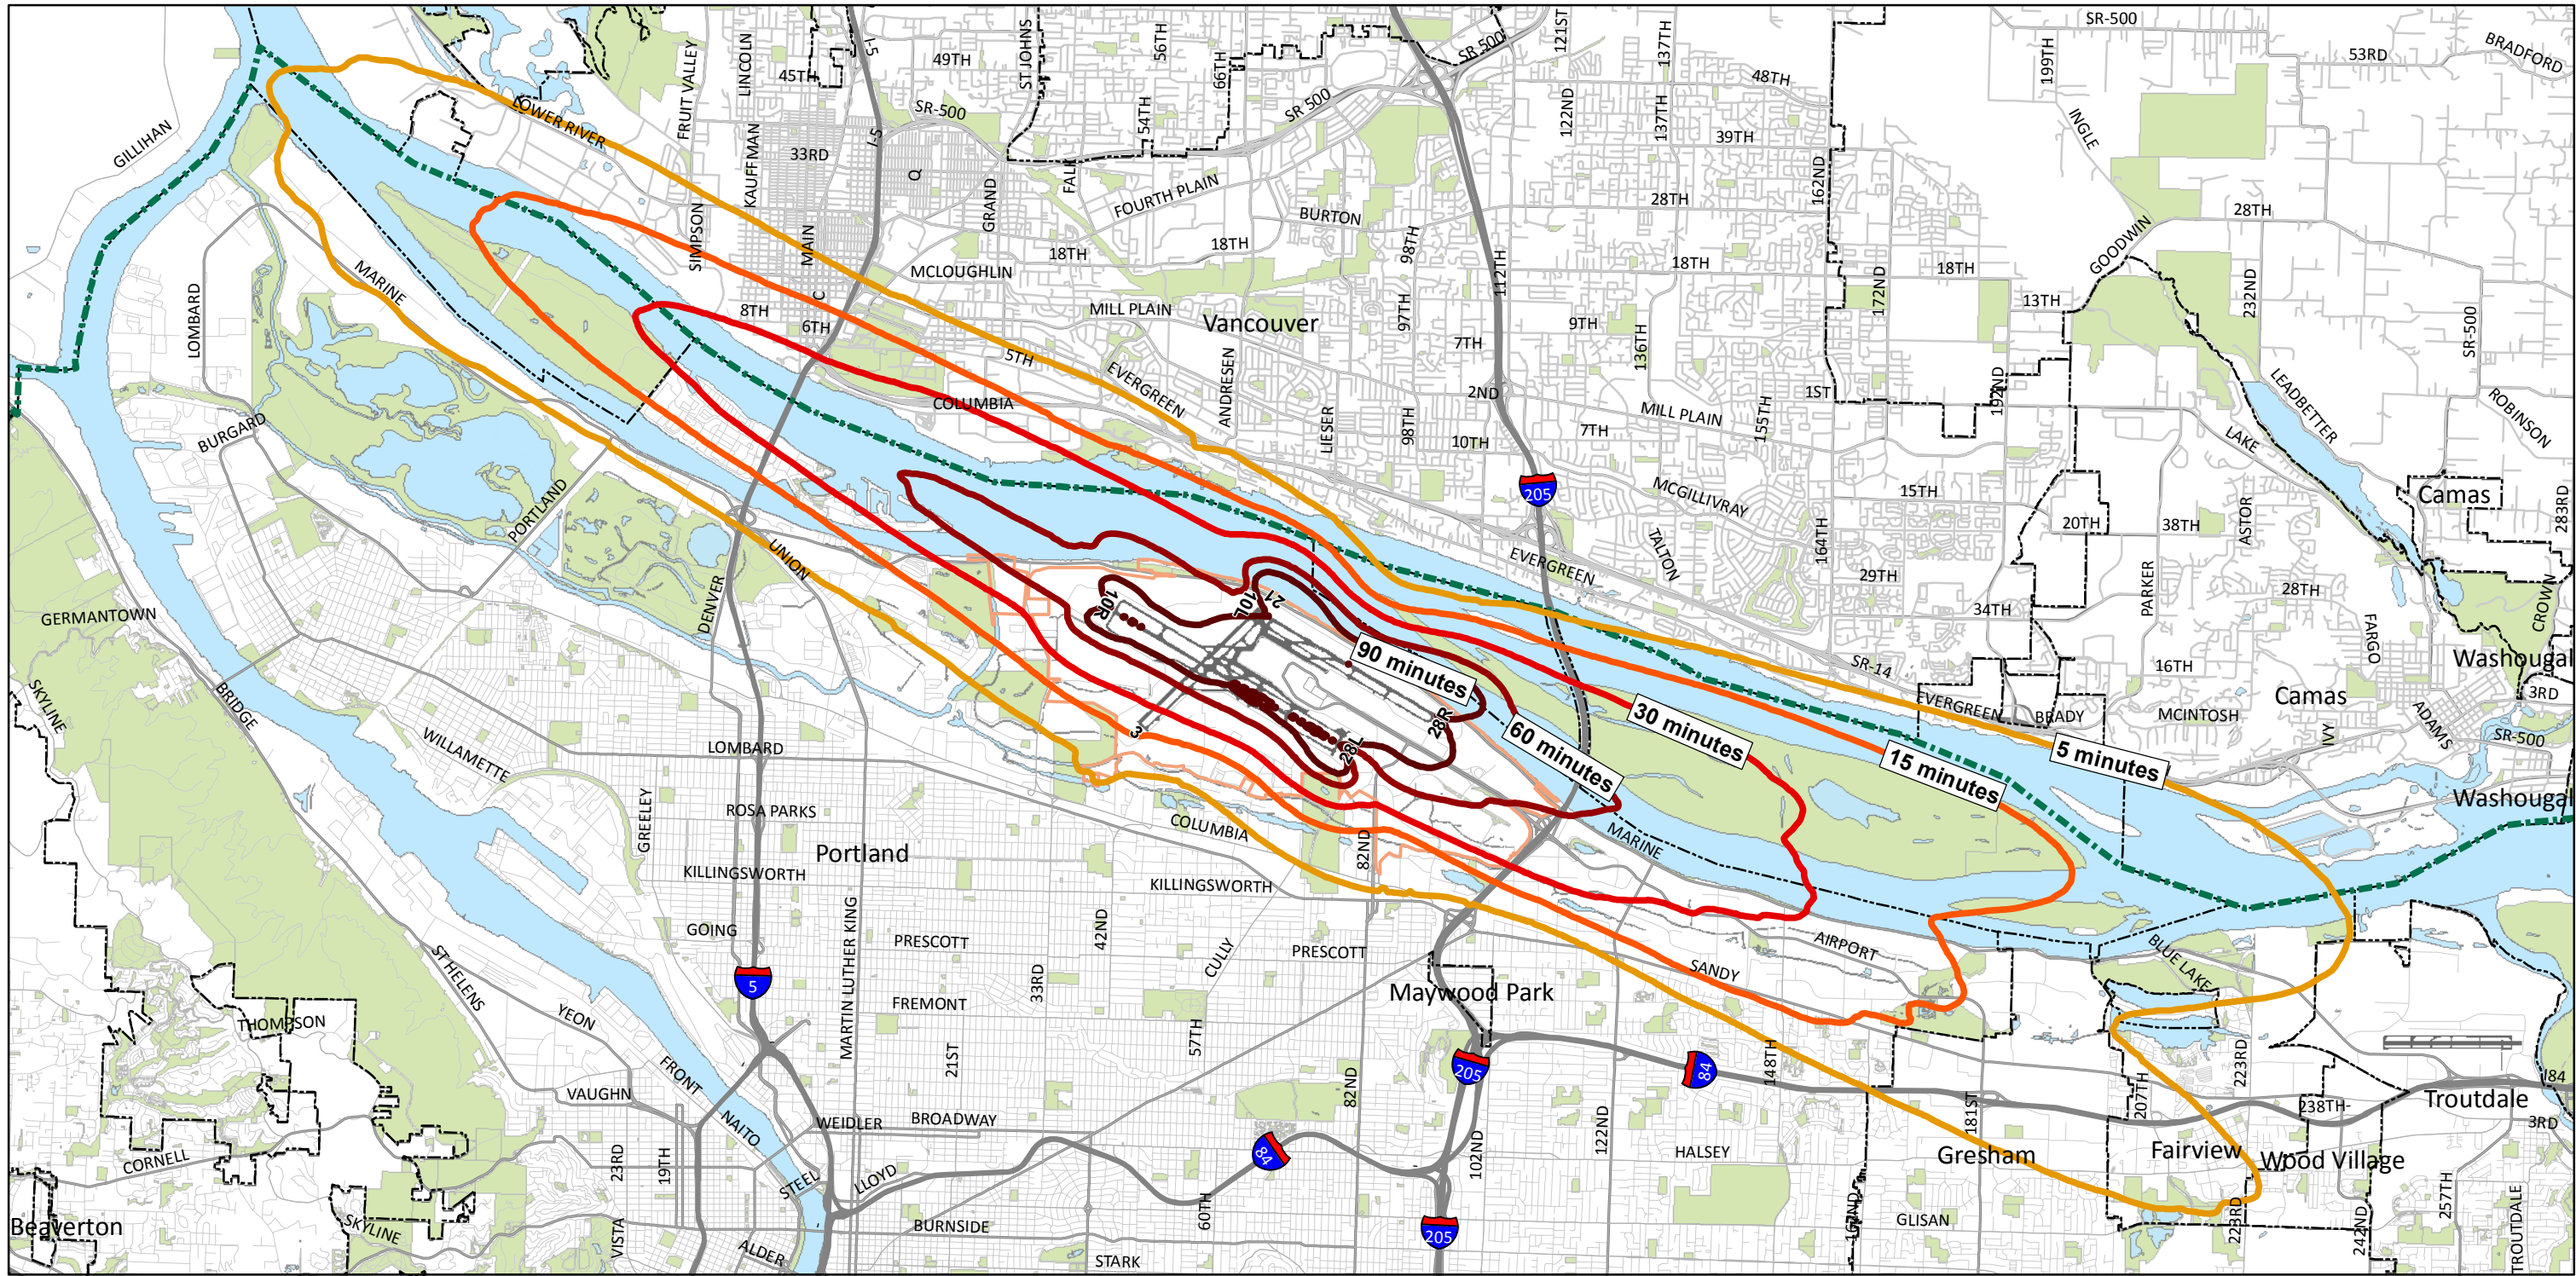 SR-500
BRADFORD
53RD
I-5
LINCOLN
FRUIT VALLEY
45TH
49TH
ST JOHNS
56TH
66TH
SR 500
121ST
137TH
48TH
199TH
LOWER RIVER
SR-500
54TH
SR 500
122ND
137TH
39TH
INGLE
GILLIHAN
KAUFFMAN
33RD
I-5
Q
GRAND
FALK
FOURTH PLAIN
BURTON
28TH
162ND
28TH
GOODWIN
SIMPSON
MAIN
C
18TH
18TH
98TH
18TH
18TH
172ND
232ND
MARINE
MCLOUGHLIN
112TH
13TH
LOMBARD
8TH
6TH
MILL PLAIN
Vancouver
97TH
9TH
7TH
136TH
SR-500
5TH
EVERGREEN
ANDRESEN
2ND
1ST
192ND
LEADBETTER
ROBINSON
COLUMBIA
LIESER
98TH
10TH
7TH
MILL PLAIN
155TH
LAKE
BURGARD
PORTLAND
205
MCGILLIVRAY
15TH
20TH
38TH
ASTOR
Camas
283RD
UNION
EVERGREEN
TALTON
164TH
29TH
34TH
PARKER
28TH
FARGO
CROWN
GERMANTOWN
DENVER
10R
10L
21
SKYLINE
BRIDGE
90 minutes
SR-14
16TH
Washougal
3RD
WILLAMETTE
LOMBARD
3
28L
28R
60 minutes
30 minutes
15 minutes
5 minutes
EVERGREEN
BRADY
MCINTOSH
Camas
IVY
ADAMS
SR-500
Washougal
GREELEY
ROSA PARKS
Portland
COLUMBIA
82ND
MARINE
KILLINGSWORTH
KILLINGSWORTH
GOING
MARTIN LUTHER KING
PRESCOTT
42ND
CULLY
PRESCOTT
AIRPORT
SANDY
BLUE LAKE
5
ST HELENS
YEON
FREMONT
33RD
Maywood Park
THOMPSON
21ST
57TH
205
84
148TH
223RD
I84
FRONT
VAUGHN
NAITO
WEIDLER
BROADWAY
82ND
102ND
122ND
181ST
207TH
238TH
Troutdale
3RD
CORNELL
23RD
19TH
STEEL
LLOYD
84
HALSEY
Gresham
Fairview
Wood Village
Beaverton
SKYLINE
VISTA
ALDER
BURNSIDE
60TH
STARK
205
162ND
GLISAN
223RD
242ND
257TH
TROUTDALE